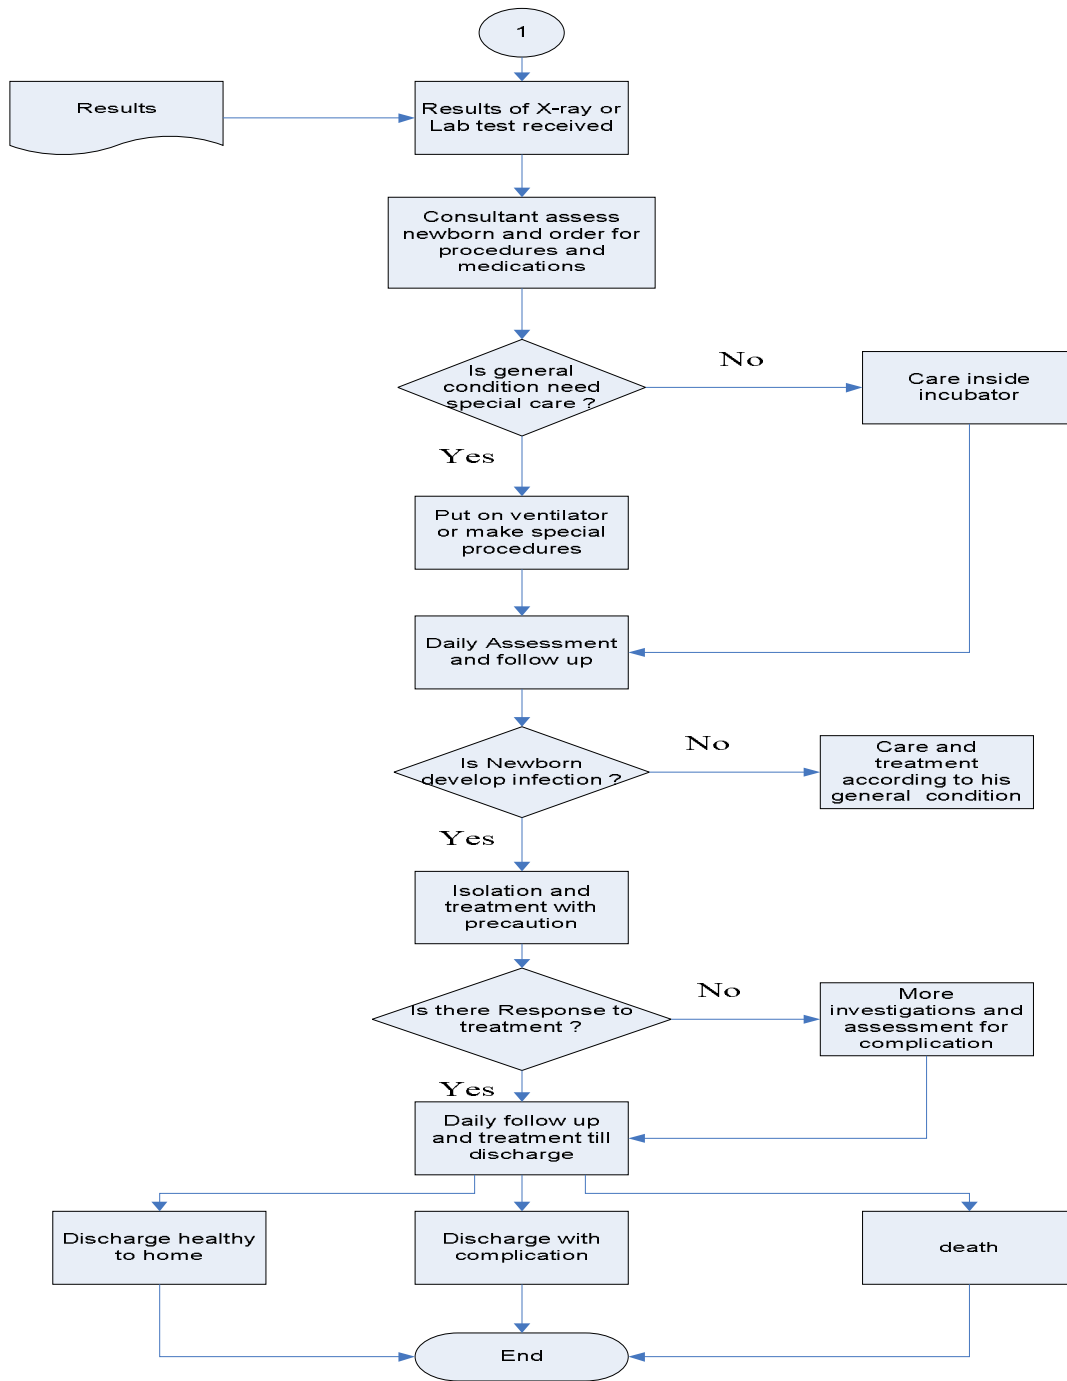 1
Results
Results of X-ray or
Lab test received
Consultant assess
newborn and order for
procedures and
medications
Is general
condition need
special care ?
No
Care inside
incubator
Yes
Put on ventilator
or make special
procedures
Daily Assessment
and follow up
Is Newborn
develop infection ?
No
Care and
treatment
according to his
general condition
Yes
Isolation and
treatment with
precaution
Is there Response to
treatment ?
No
More
investigations and
assessment for
complication
Yes
Daily follow up
and treatment till
discharge
Discharge healthy
to home
Discharge with
complication
death
End